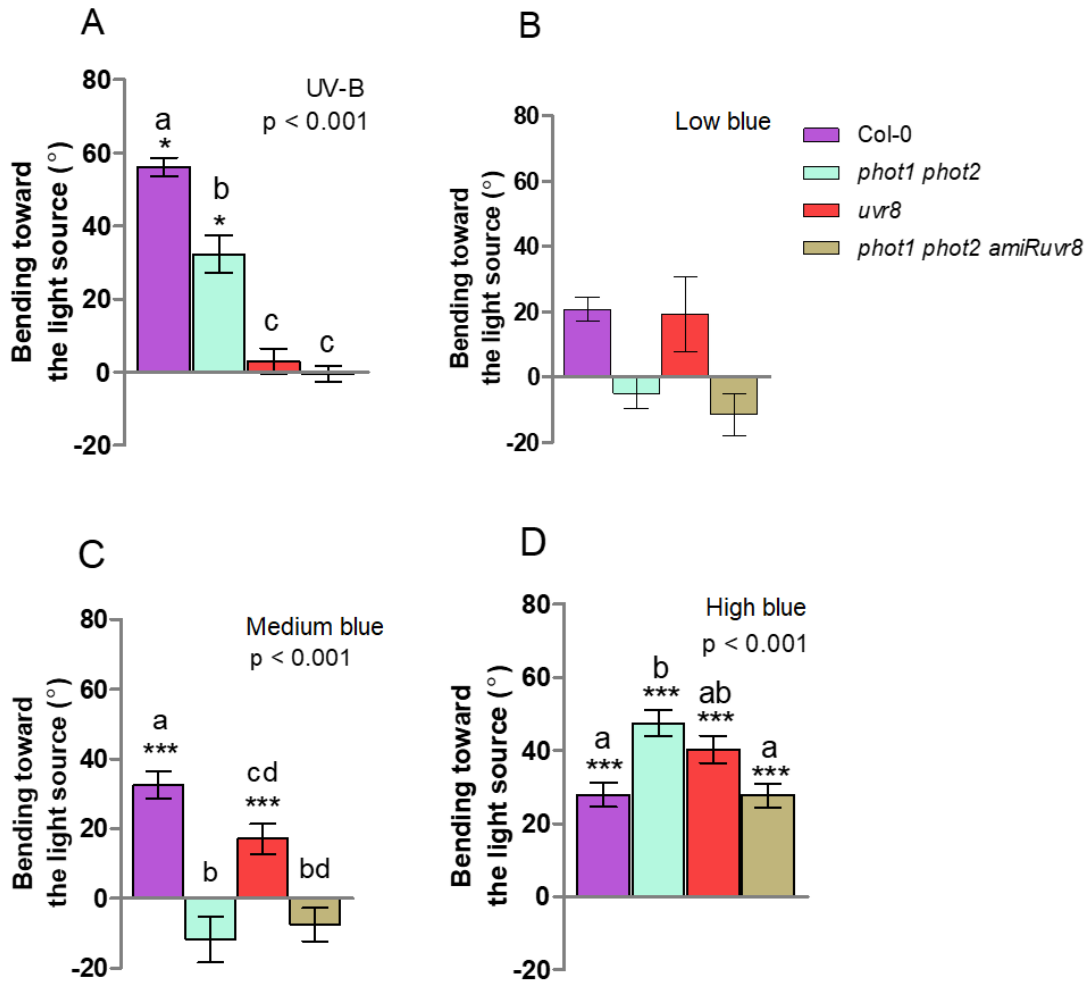 A
UV-B
p < 0.001
Bending toward
the light source (°)
80
60
40
20
0
-20
a
*
b
*
c
c
B
Low blue
Bending toward
the light source (°)
80
60
40
20
0
-20
Col-0
phot1 phot2
uvr8
phot1 phot2 amiRuvr8
C
Medium blue
p < 0.001
Bending toward
the light source (°)
80
60
40
20
0
-20
a
***
b
cd
***
bd
D
High blue
p < 0.001
Bending toward
the light source (°)
80
60
40
20
0
-20
a
***
b
***
ab
***
a
***